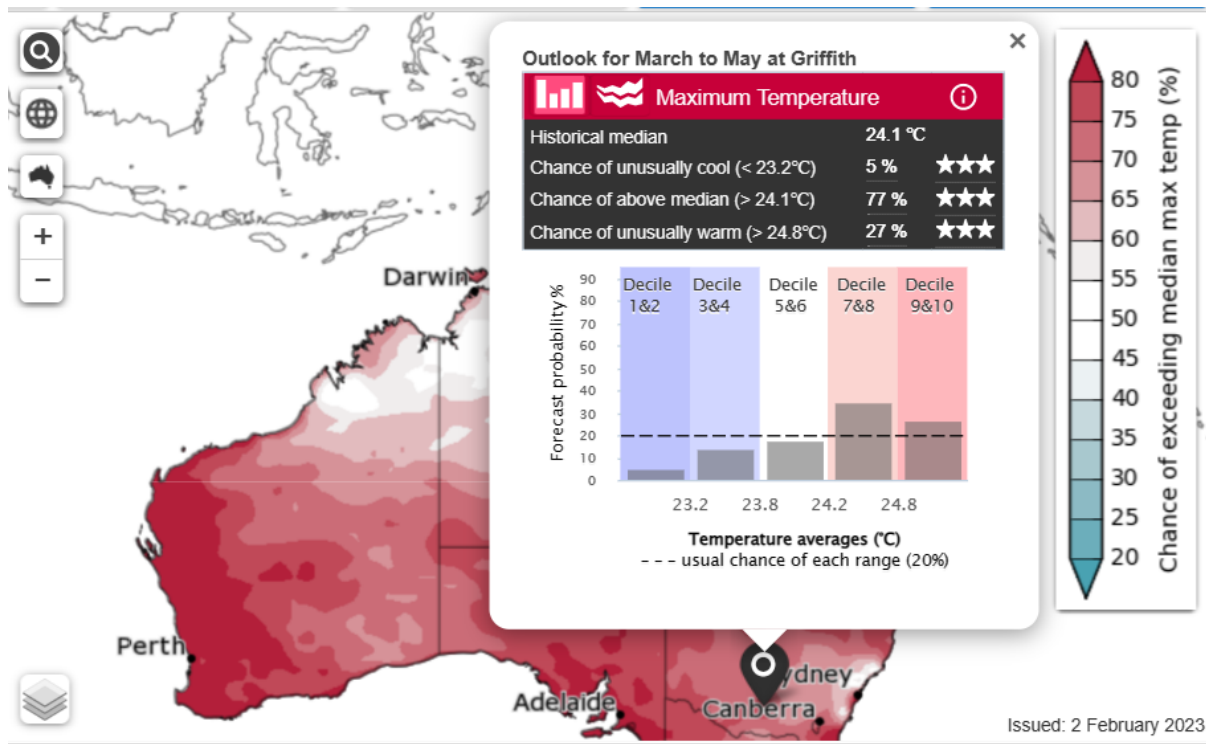 Outlook for March to May at Griffith
Maximum Temperature
Historical median 24.1 ℃
Chance of unusually cool (< 23.2℃) 5 % ★★★
Chance of above median (> 24.1℃) 77 % ★★★
Chance of unusually warm (> 24.8℃) 27 % ★★★
Forecast probability %
90
80
70
60
50
40
30
20
10
0
Decile 1&2
Decile 3&4
Decile 5&6
Decile 7&8
Decile 9&10
23.2 23.8 24.2 24.8
Temperature averages (℃)
--- usual chance of each range (20%)
Darwin
Perth
Adelaide
Canberra
ydney
80
75
70
65
60
55
50
45
40
35
30
25
20
Chance of exceeding median max temp (%)
Issued: 2 February 2023